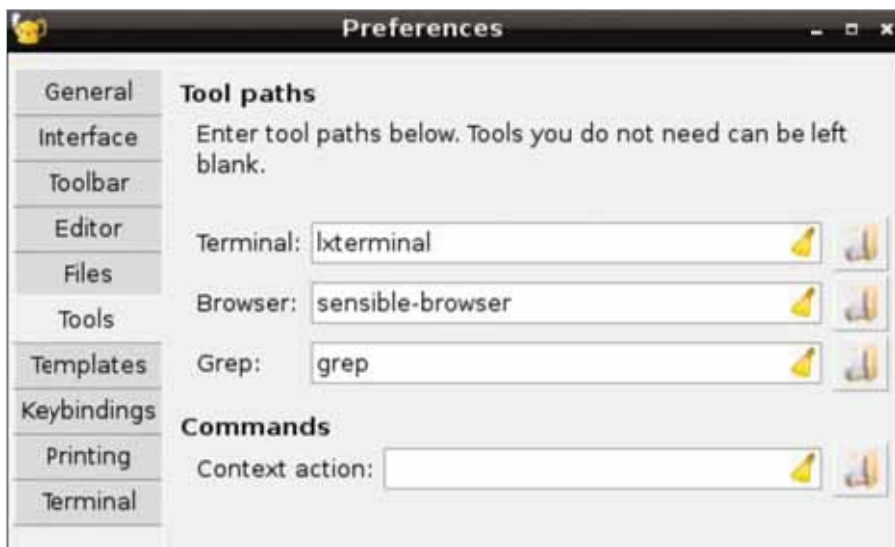 Preferences
General
Interface
Toolbar
Editor
Files
Tools
Templates
Keybindings
Printing
Terminal
Tool paths
Enter tool paths below. Tools you do not need can be left
blank.
Terminal: lxterminal
Browser: sensible-browser
Grep: grep
Commands
Context action: